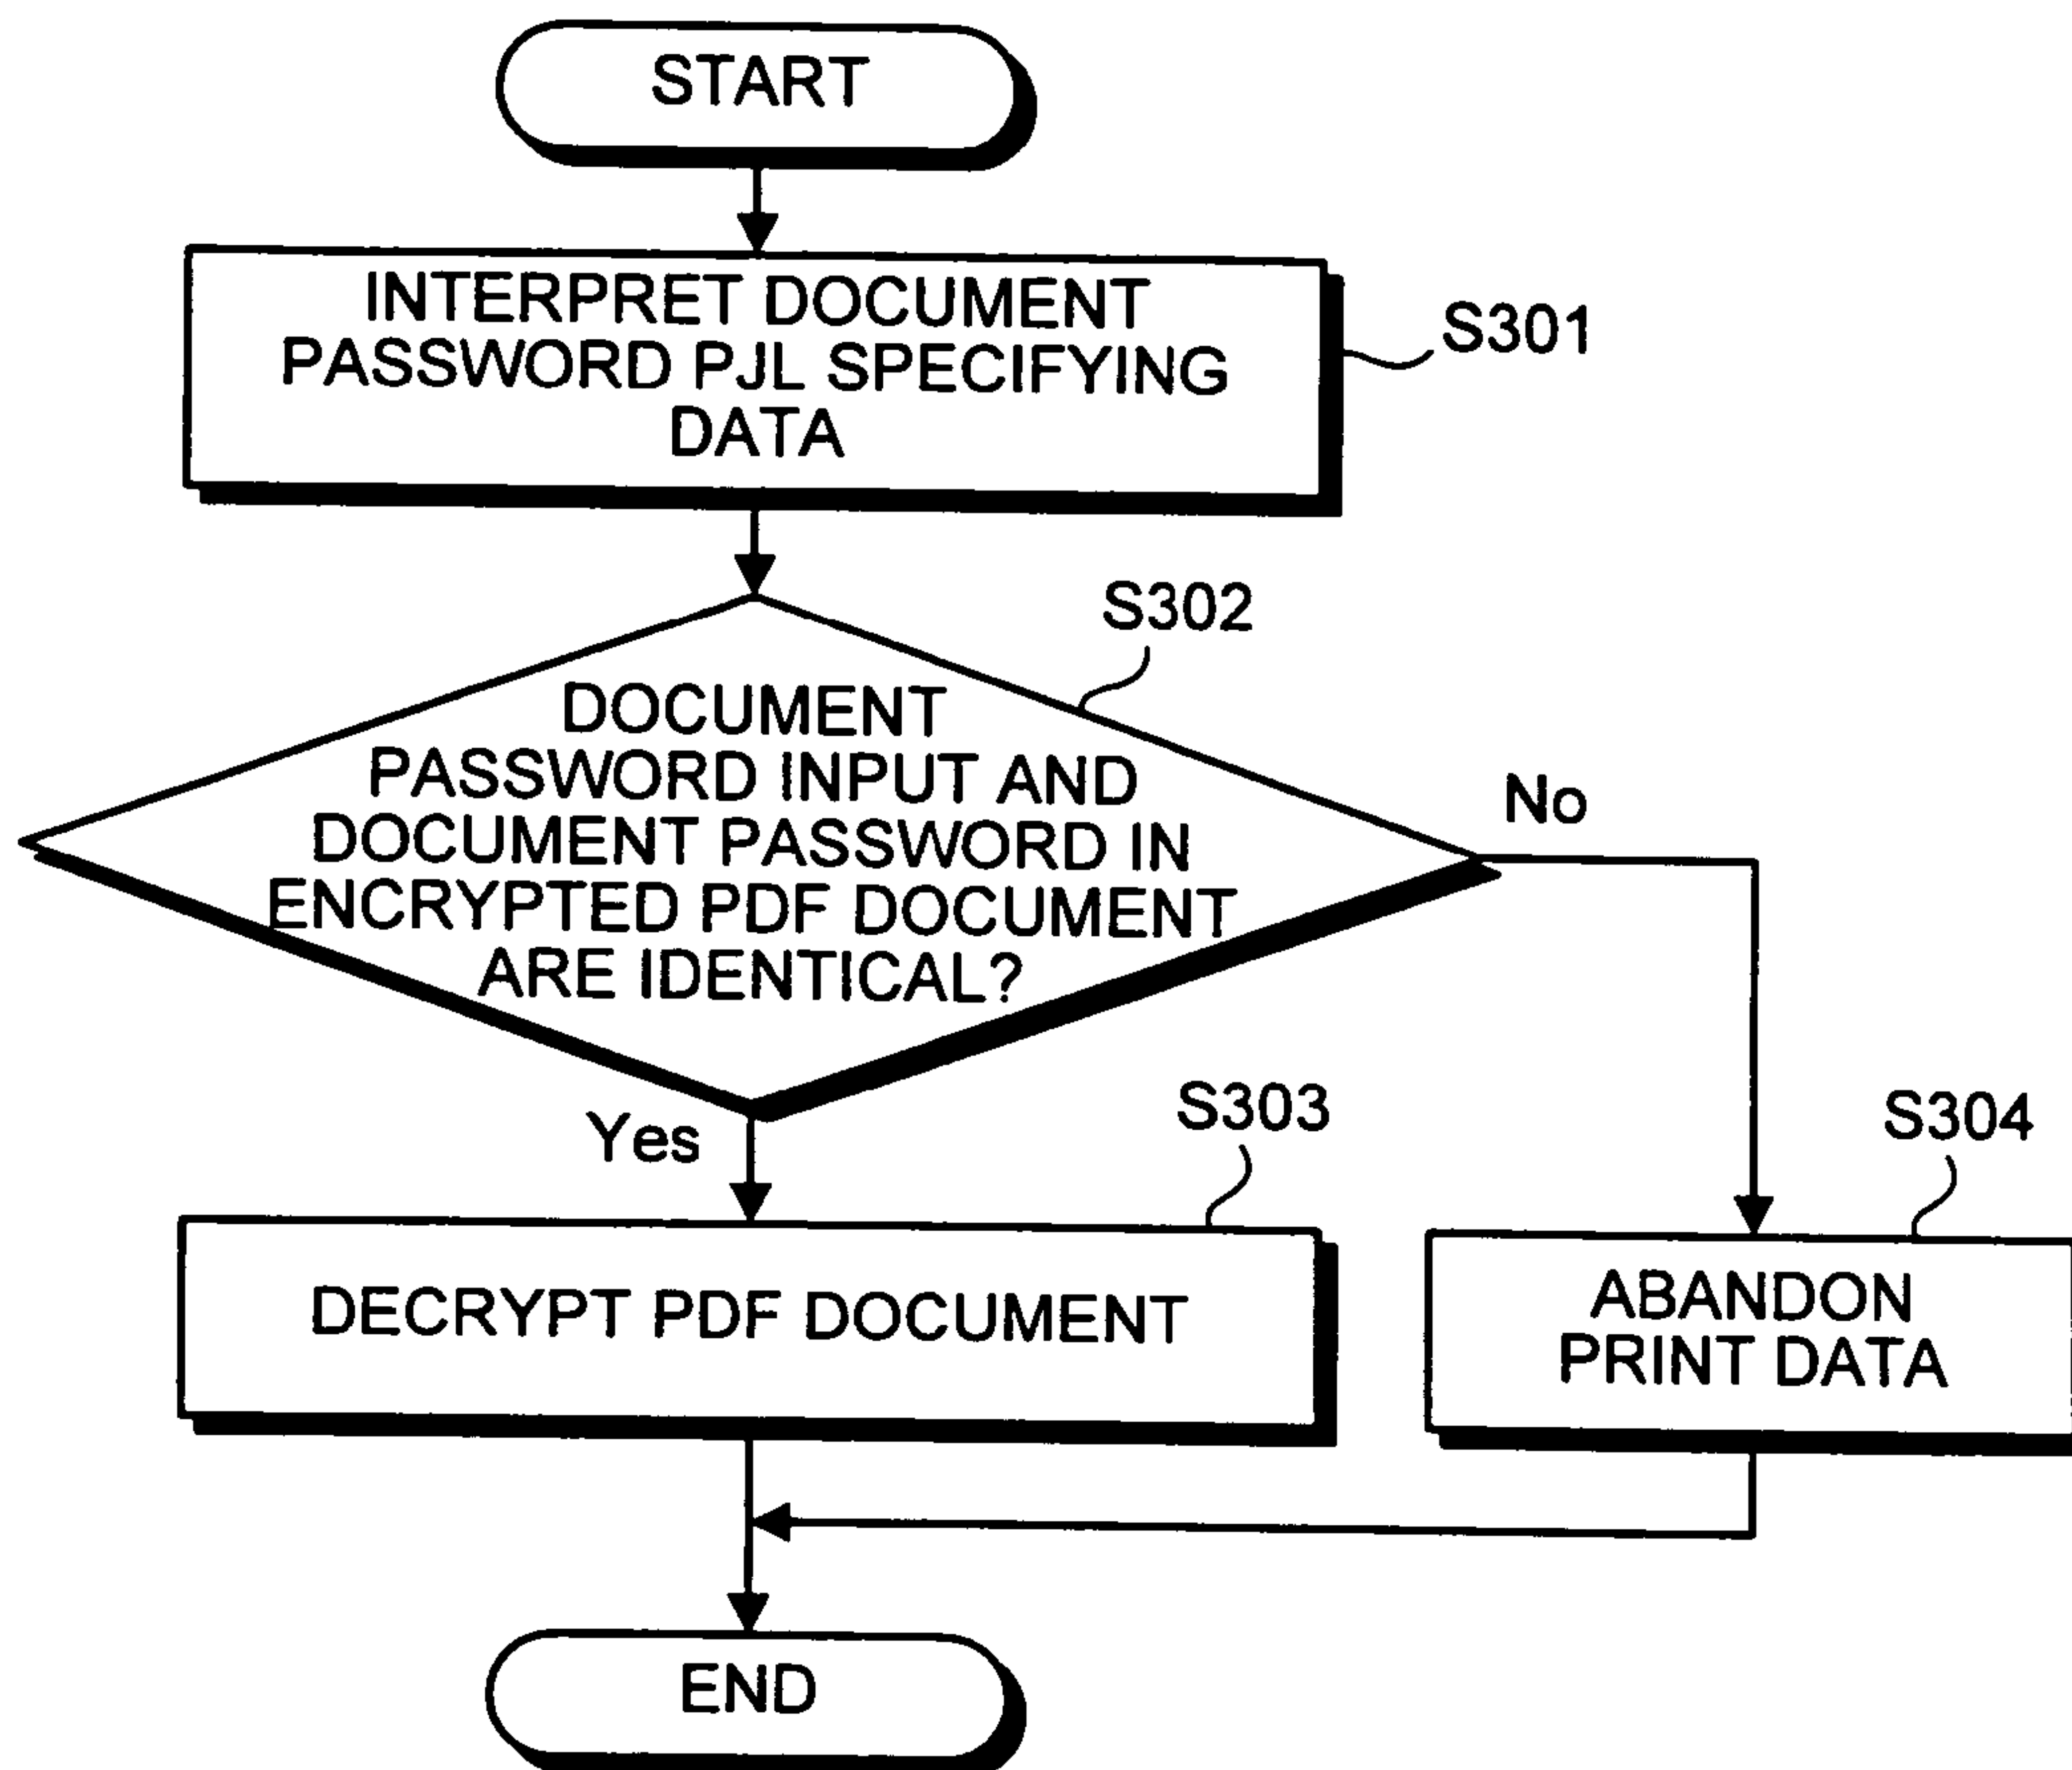 START
INTERPRET DOCUMENT
PASSWORD PJL SPECIFYING
DATA
S301
S302
DOCUMENT
PASSWORD INPUT AND
DOCUMENT PASSWORD IN
ENCRYPTED PDF DOCUMENT
ARE IDENTICAL?
No
Yes
S303
S304
DECRYPT PDF DOCUMENT
ABANDON
PRINT DATA
END